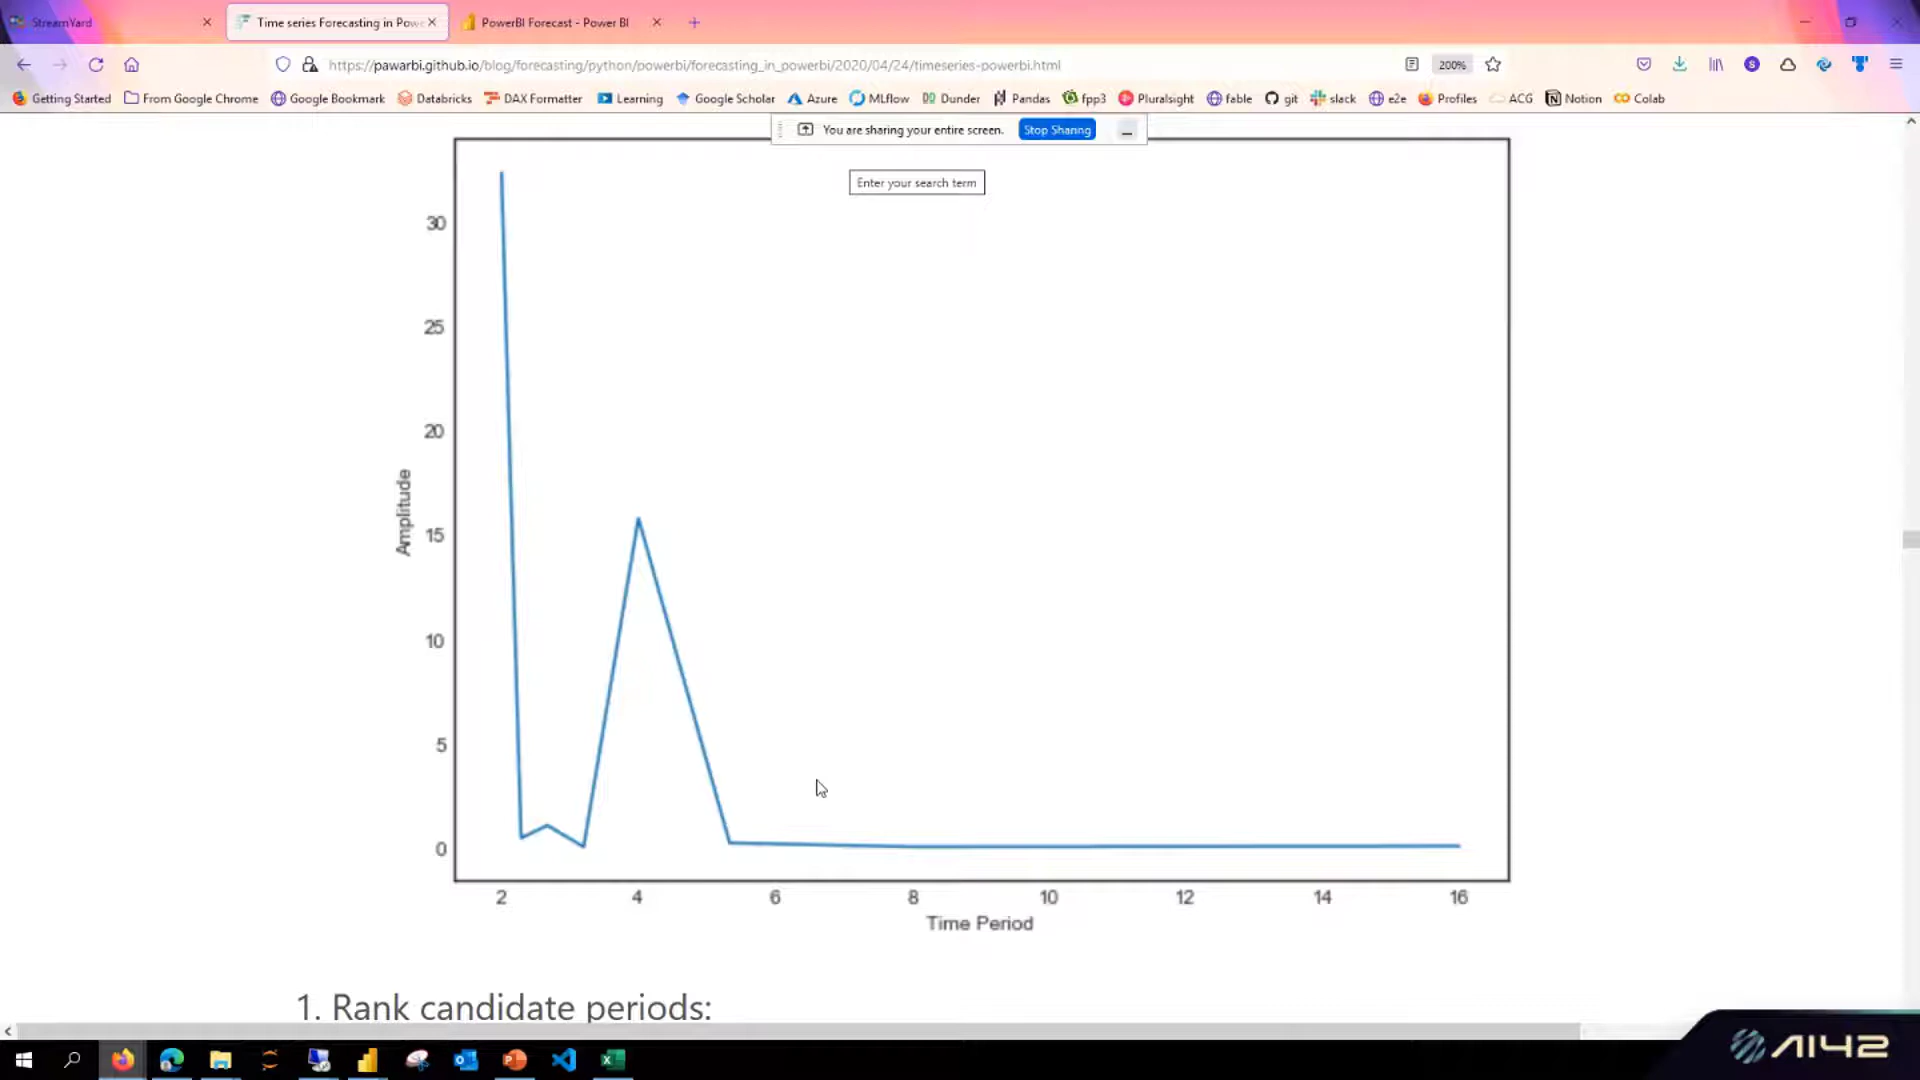 StreamYard
Time series Forecasting in Powe
PowerBI Forecast - Power BI
https://pawarbi.github.io/blog/forecasting/python/powerbi/forecasting_in_powerbi/2020/04/24/timeseries-powerbi.html
200%
Getting Started
From Google Chrome
Google Bookmark
Databricks
DAX Formatter
Learning
Google Scholar
Azure
MLflow
Dunder
Pandas
fpp3
Pluralsight
fable
git
slack
e2e
Profiles
ACG
Notion
Colab
You are sharing your entire screen.
Stop Sharing
Enter your search term
30
25
20
15
10
5
0
Amplitude
2 4 6 8 10 12 14 16
Time Period
1. Rank candidate periods:
AI42